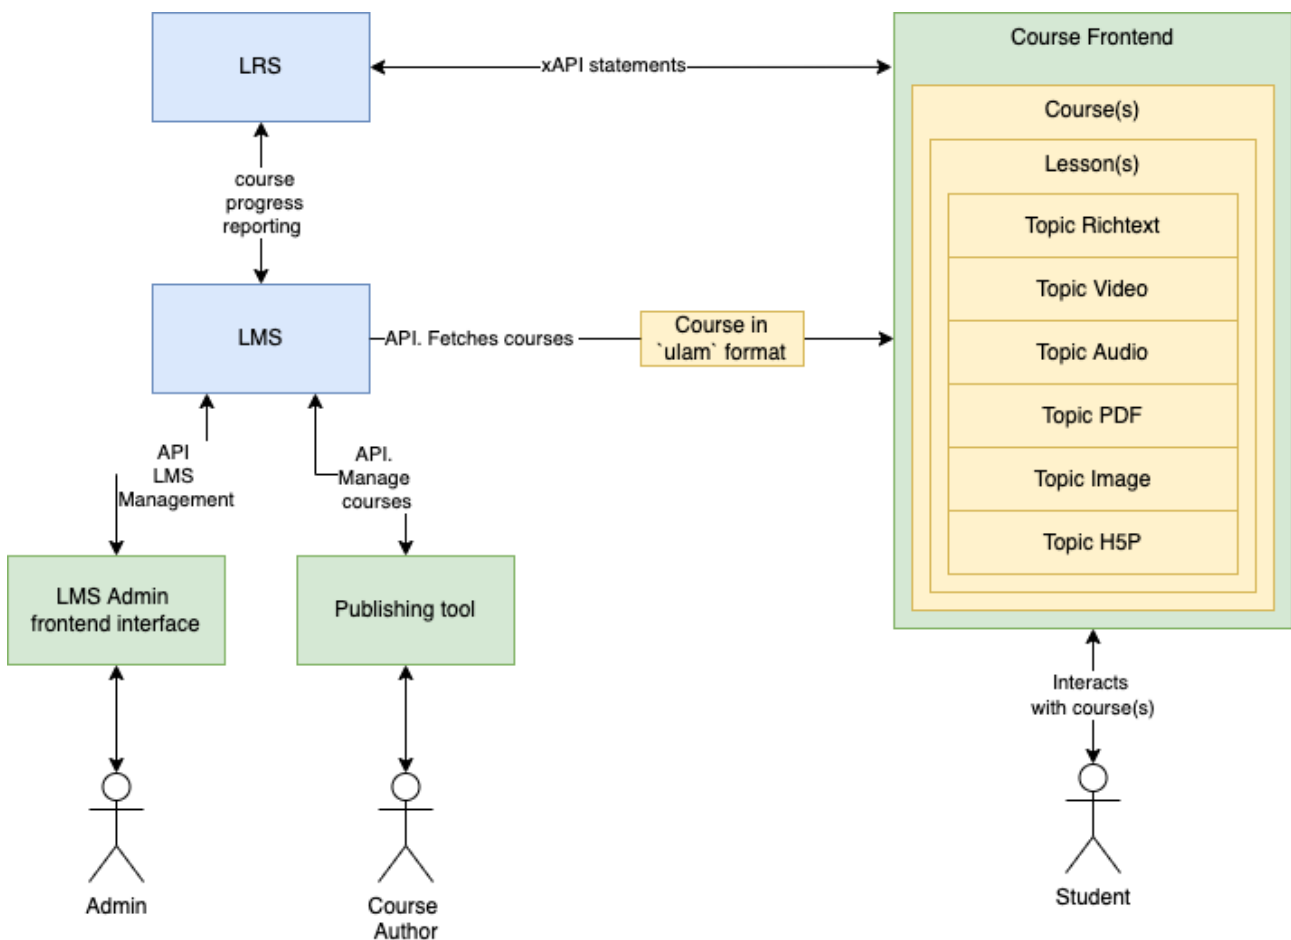 LRS
xAPI statements
Course Frontend
Course(s)
Lesson(s)
Topic Richtext
Topic Video
Topic Audio
Topic PDF
Topic Image
Topic H5P
course
progress
reporting
LMS
API. Fetches courses
Course in
`ulam` format
API
LMS
Management
API.
Manage
courses
LMS Admin
frontend interface
Publishing tool
Interacts
with course(s)
Admin
Course
Author
Student